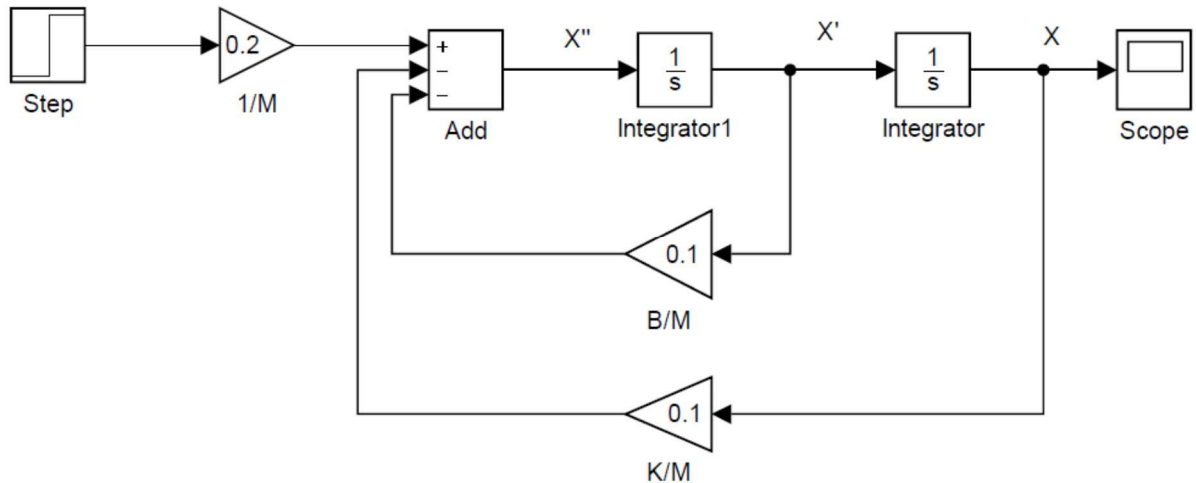 Step
0.2
1/M
+
−
−
Add
X''
1
s
Integrator1
X'
1
s
Integrator
X
Scope
0.1
B/M
0.1
K/M